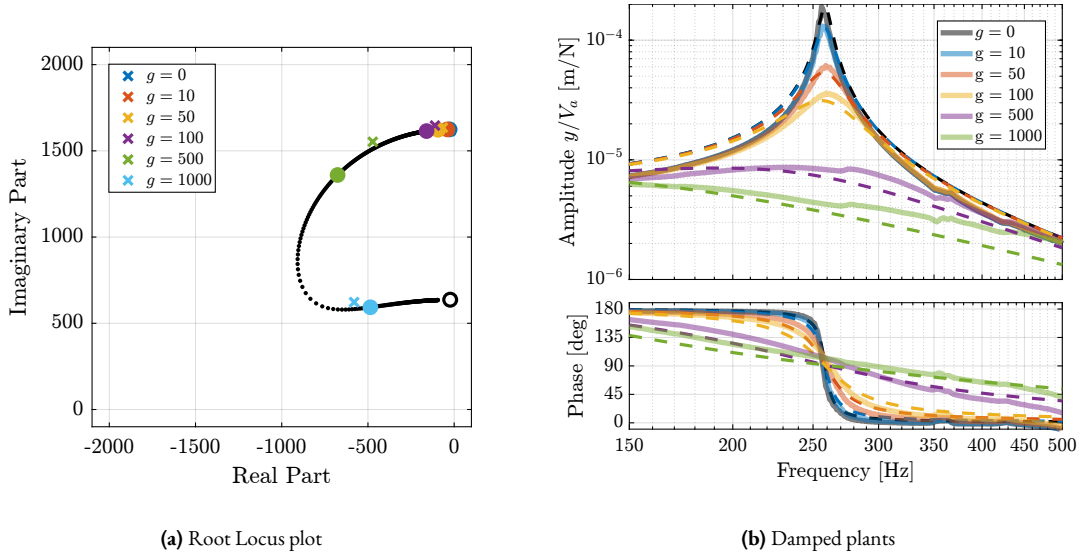 2000
1500
1000
500
0
-2000
-1500
-1000
-500
0
Imaginary Part
Real Part
g = 0
g = 10
g = 50
g = 100
g = 500
g = 1000
(a) Root Locus plot
10⁻⁴
10⁻⁵
10⁻⁶
Amplitude y/Vₐ [m/N]
g = 0
g = 10
g = 50
g = 100
g = 500
g = 1000
180
135
90
45
0
Phase [deg]
150
200
250
300
350
400
450
500
Frequency [Hz]
(b) Damped plants